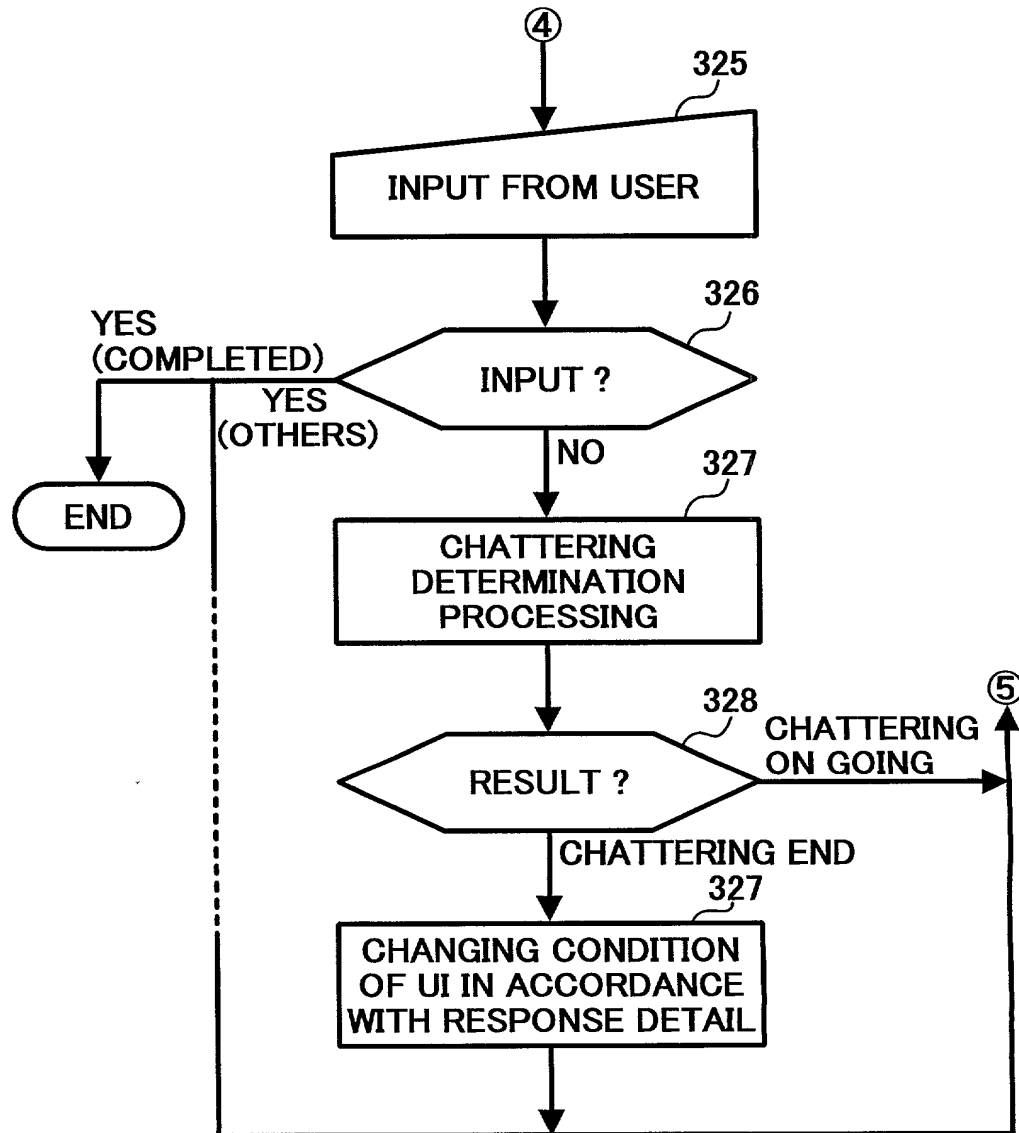 ④
325
INPUT FROM USER
326
YES
(COMPLETED)
INPUT ?
YES
(OTHERS)
NO
END
327
CHATTERING
DETERMINATION
PROCESSING
⑤
328
CHATTERING
ON GOING
RESULT ?
CHATTERING END
327
CHANGING CONDITION
OF UI IN ACCORDANCE
WITH RESPONSE DETAIL